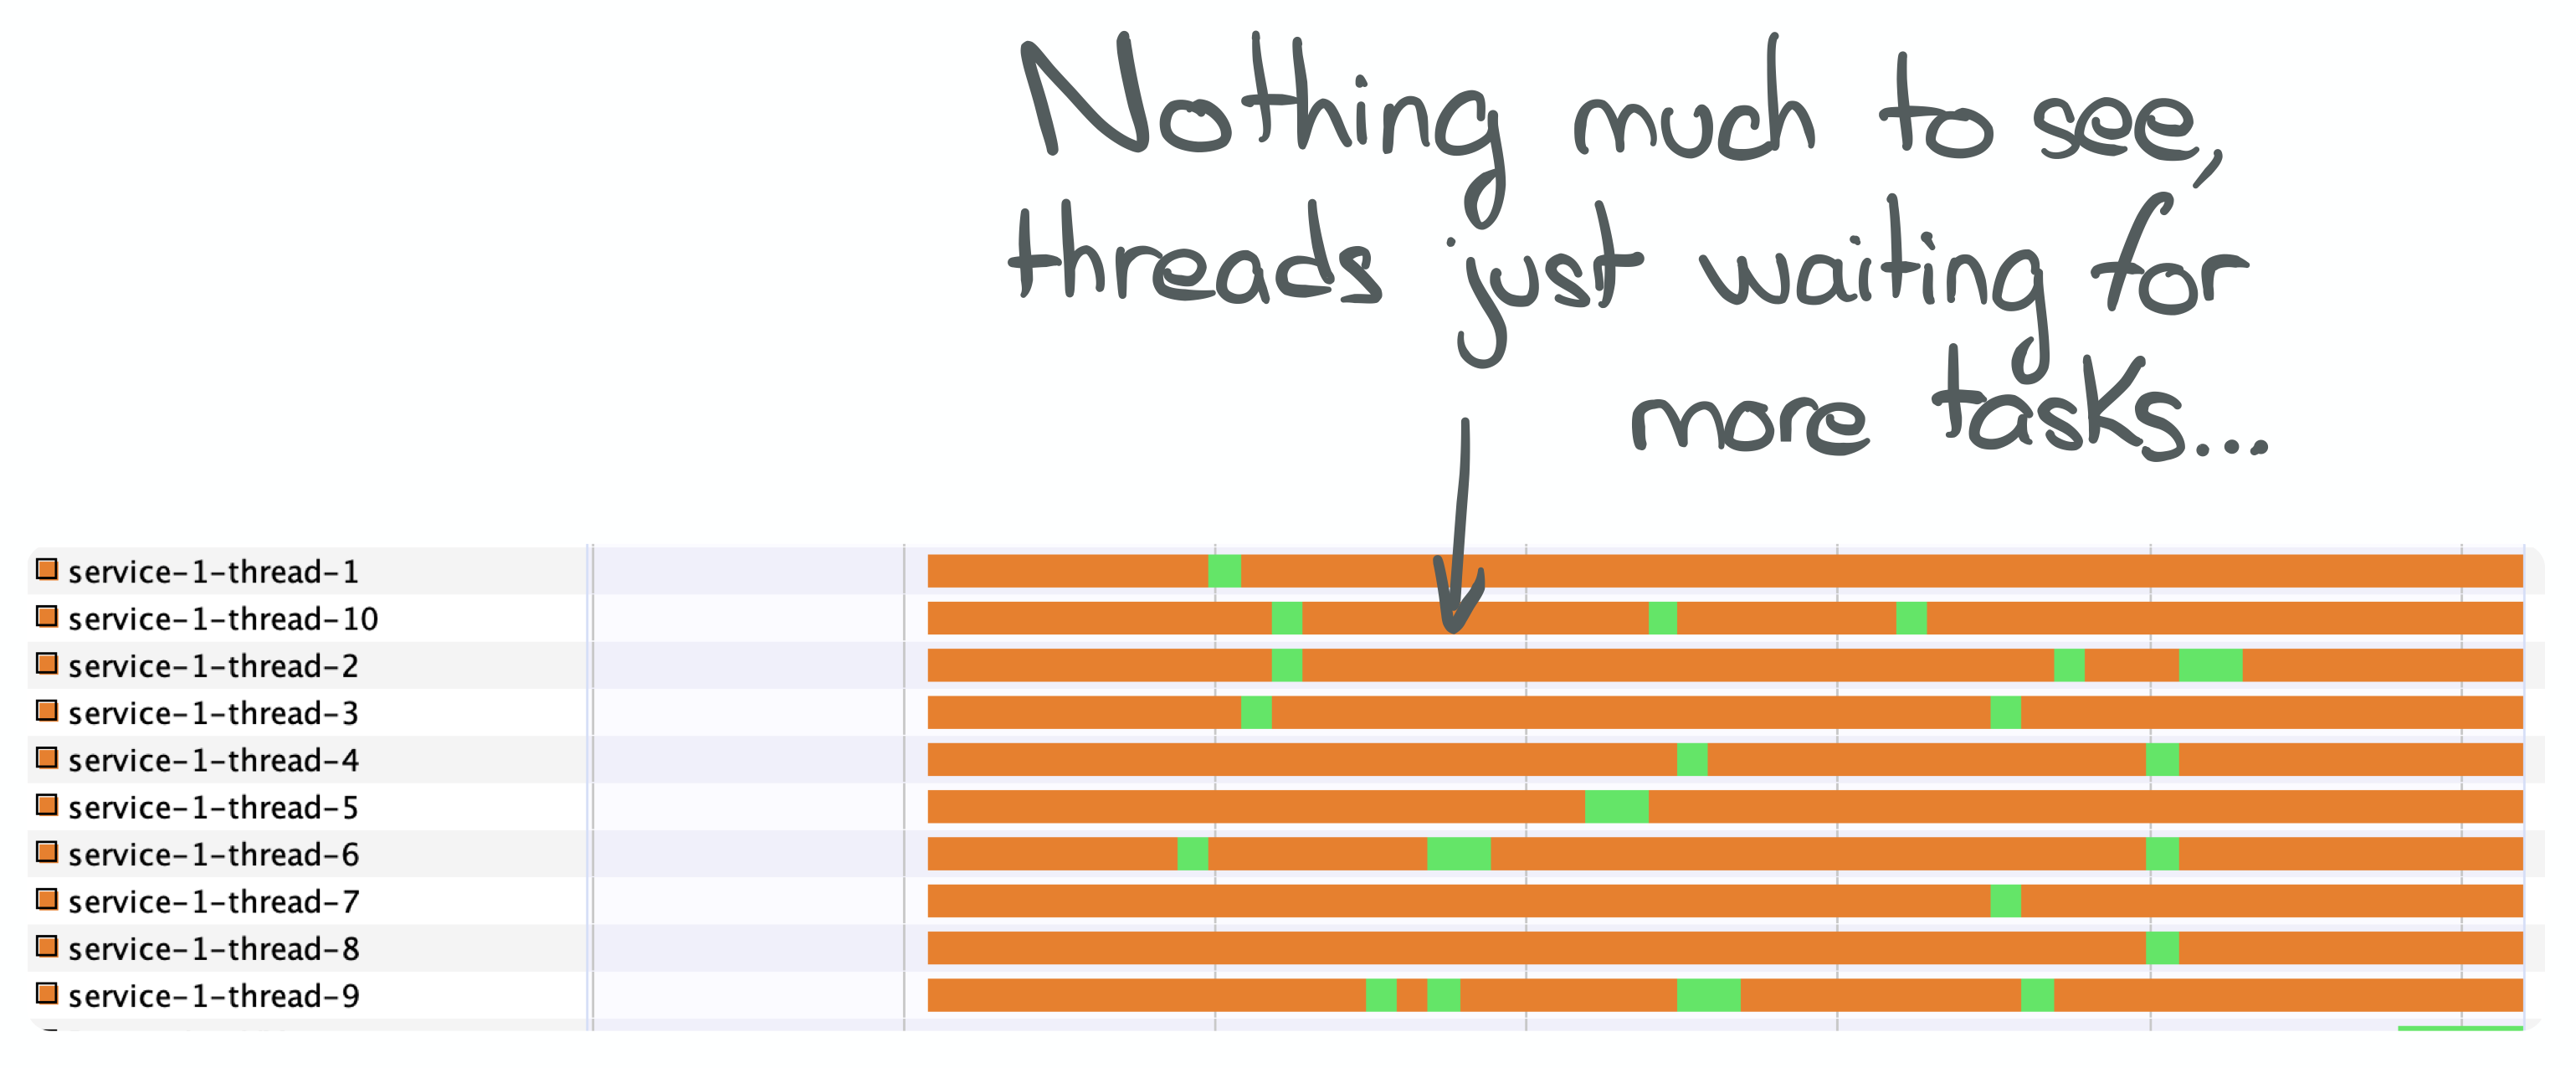 Nothing much to see,
threads just waiting for
more tasks...
service-1-thread-1
service-1-thread-10
service-1-thread-2
service-1-thread-3
service-1-thread-4
service-1-thread-5
service-1-thread-6
service-1-thread-7
service-1-thread-8
service-1-thread-9